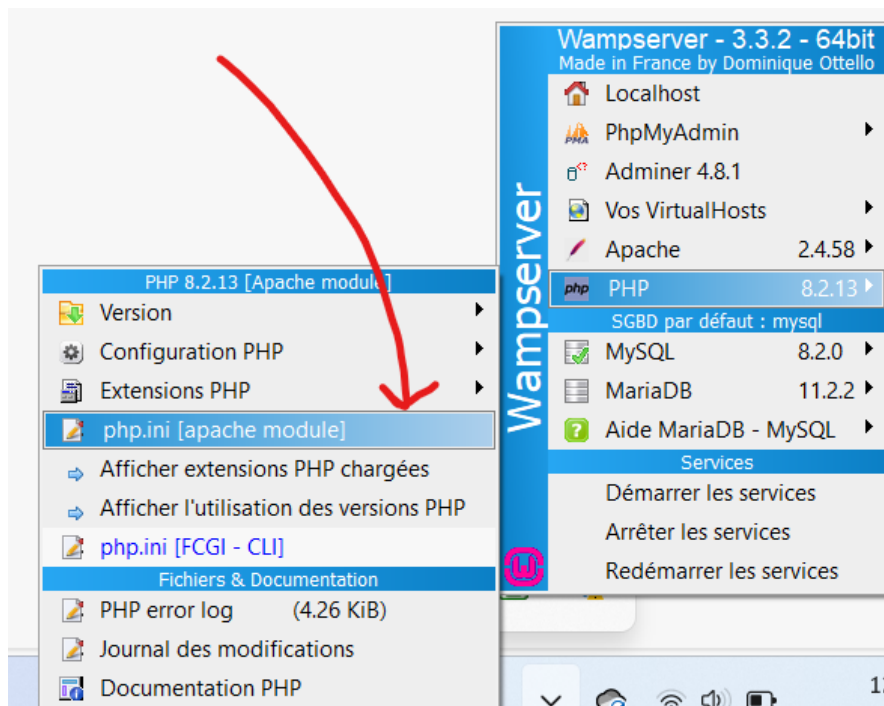 Wampserver - 3.3.2 - 64bit
Made in France by Dominique Ottello
Localhost
PhpMyAdmin
Adminer 4.8.1
Vos VirtualHosts
Apache 2.4.58
PHP 8.2.13
SGBD par défaut : mysql
MySQL 8.2.0
MariaDB 11.2.2
Aide MariaDB - MySQL
Services
Démarrer les services
Arrêter les services
Redémarrer les services
Wampserver
PHP 8.2.13 [Apache module]
Version
Configuration PHP
Extensions PHP
php.ini [apache module]
Afficher extensions PHP chargées
Afficher l'utilisation des versions PHP
php.ini [FCGI - CLI]
Fichiers & Documentation
PHP error log (4.26 KiB)
Journal des modifications
Documentation PHP